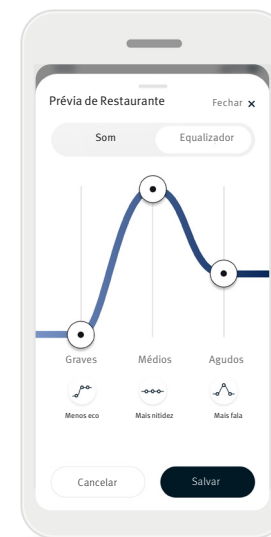 Prévia de Restaurante
Fechar ×
Som
Equalizador
Graves
Médios
Agudos
Menos eco
Mais nitidez
Mais fala
Cancelar
Salvar